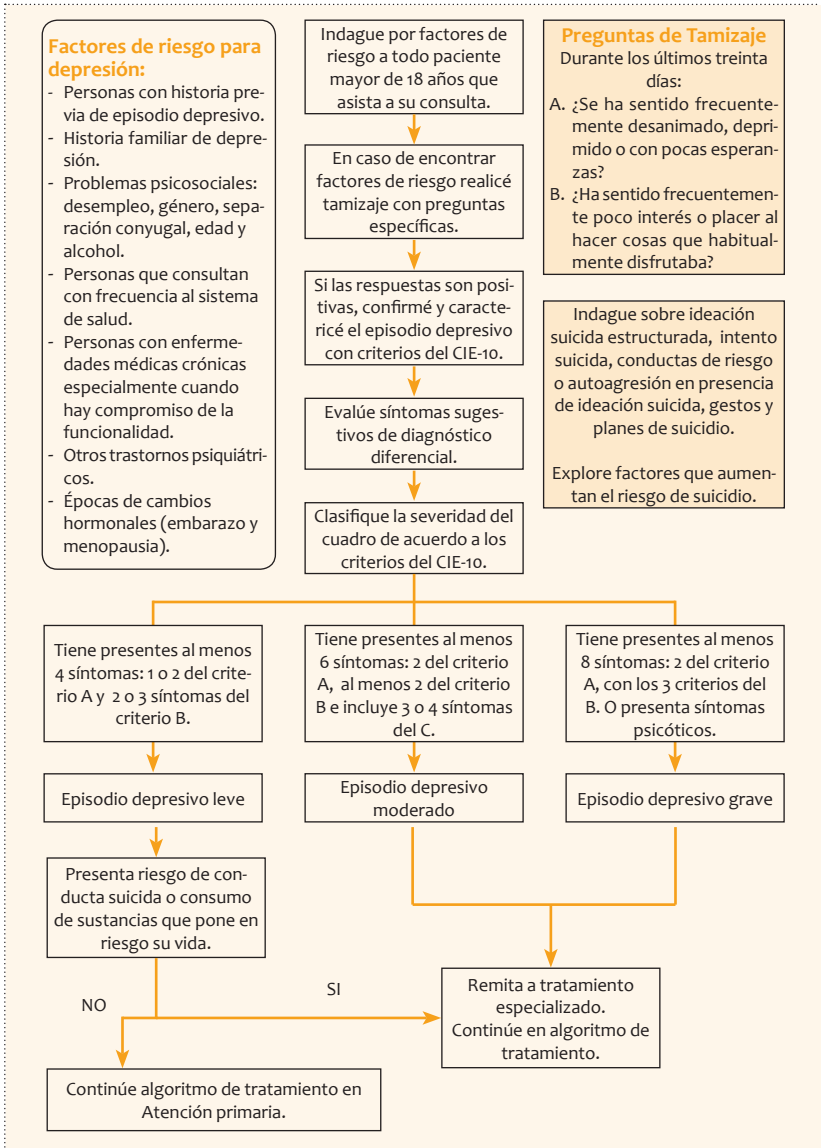 Factores de riesgo para
depresión:
- Personas con historia pre-
via de episodio depresivo.
- Historia familiar de depre-
sión.
- Problemas psicosociales:
desempleo, género, sepa-
ración conyugal, edad y
alcohol.
- Personas que consultan
con frecuencia al sistema
de salud.
- Personas con enferme-
dades médicas crónicas
especialmente cuando
hay compromiso de la
funcionalidad.
- Otros trastornos psiquiátri-
cos.
- Épocas de cambios
hormonales (embarazo y
menopausia).
Indague por factores de
riesgo a todo paciente
mayor de 18 años que
asista a su consulta.
En caso de encontrar
factores de riesgo realicé
tamizaje con preguntas
específicas.
Si las respuestas son posi-
tivas, confirmé y caracte-
ricé el episodio depresivo
con criterios del CIE-10.
Evalúe síntomas suges-
tivos de diagnóstico
diferencial.
Clasifique la severidad del
cuadro de acuerdo a los
criterios del CIE-10.
Preguntas de Tamizaje
Durante los últimos treinta
días:
A. ¿Se ha sentido frecuente-
mente desanimado, depri-
mido o con pocas esperan-
zas?
B. ¿Ha sentido frecuentemen-
te poco interés o placer al
hacer cosas que habitual-
mente disfrutaba?
Indague sobre ideación
suicida estructurada, intento
suicida, conductas de riesgo
o autoagresión en presencia
de ideación suicida, gestos y
planes de suicidio.
Explore factores que aumen-
tan el riesgo de suicidio.
Tiene presentes al menos
4 síntomas: 1 o 2 del crite-
rio A y 2 o 3 síntomas del
criterio B.
Tiene presentes al menos
6 síntomas: 2 del criterio
A, al menos 2 del criterio
B e incluye 3 o 4 síntomas
del C.
Tiene presentes al menos
8 síntomas: 2 del criterio
A, con los 3 criterios del
B. O presenta síntomas
psicóticos.
Episodio depresivo leve
Episodio depresivo
moderado
Episodio depresivo grave
Presenta riesgo de con-
ducta suicida o consumo
de sustancias que pone en
riesgo su vida.
NO
SI
Remita a tratamiento
especializado.
Continúe en algoritmo de
tratamiento.
Continúe algoritmo de tratamiento en
Atención primaria.